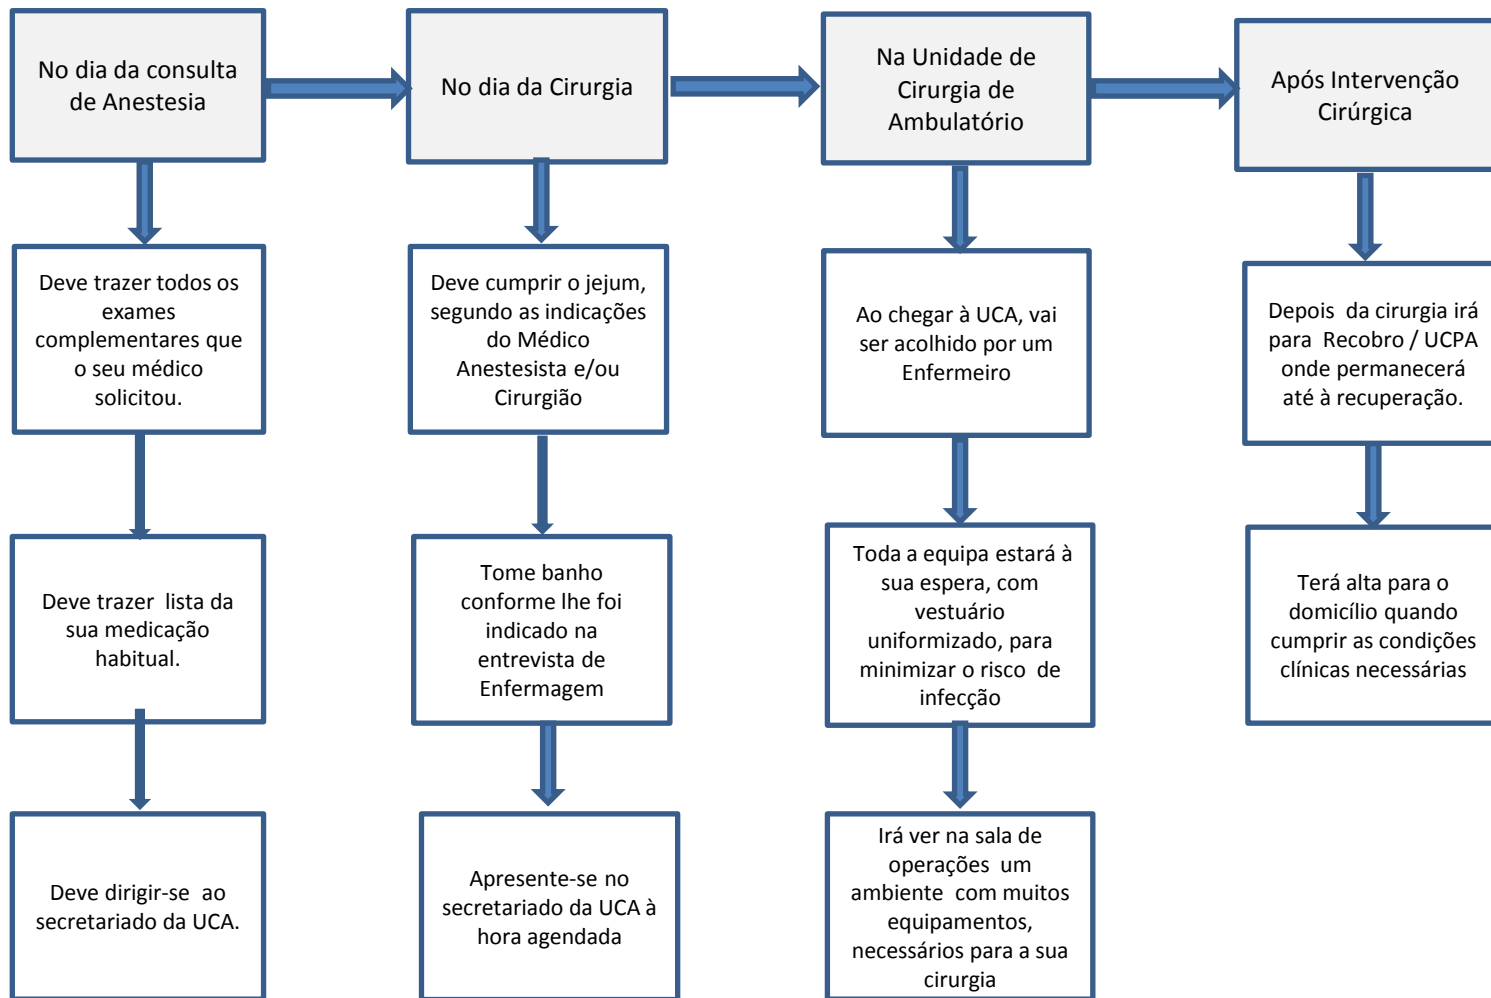 No dia da consulta
de Anestesia
No dia da Cirurgia
Na Unidade de
Cirurgia de
Ambulatório
Após Intervenção
Cirúrgica
Deve trazer todos os
exames
complementares que
o seu médico
solicitou.
Deve cumprir o jejum,
segundo as indicações
do Médico
Anestesista e/ou
Cirurgião
Ao chegar à UCA, vai
ser acolhido por um
Enfermeiro
Depois da cirurgia irá
para Recobro / UCPA
onde permanecerá
até à recuperação.
Deve trazer lista da
sua medicação
habitual.
Tome banho
conforme lhe foi
indicado na
entrevista de
Enfermagem
Toda a equipa estará à
sua espera, com
vestuário
uniformizado, para
minimizar o risco de
infecção
Terá alta para o
domicílio quando
cumprir as condições
clínicas necessárias
Deve dirigir-se ao
secretariado da UCA.
Apresente-se no
secretariado da UCA à
hora agendada
Irá ver na sala de
operações um
ambiente com muitos
equipamentos,
necessários para a sua
cirurgia